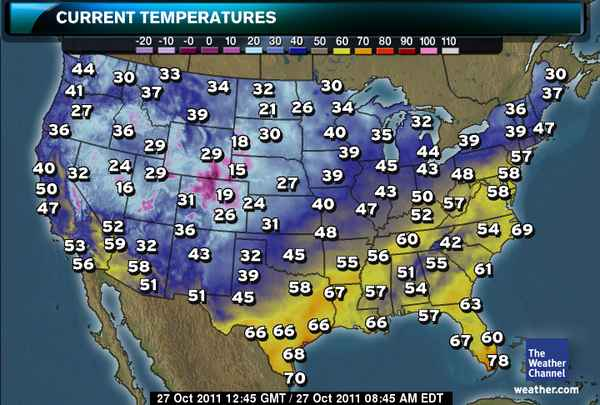 CURRENT TEMPERATURES
-20 -10 0 10 20 30 40 50 60 70 80 90 100 110
44 30 33 34 32 30 30
41 37 37
27 39 21 26 34 36
36 36 29 18 30 40 35 32 39 39 47
29 39 44 57
40 32 24 29 15 27 39 45 43 48 58
50 16 31 19 24 40 43 50 57 58
47 26 47 52
52 36 31 48 54 69
53 59 32 43 32 45 60 42
56 58 39 55 56 51 55 61
51 51 45 58 67 57 54
63
66 66 66 66 57
68 67 60
70 78
The
Weather
Channel
weather.com
27 Oct 2011 12:45 GMT / 27 Oct 2011 08:45 AM EDT